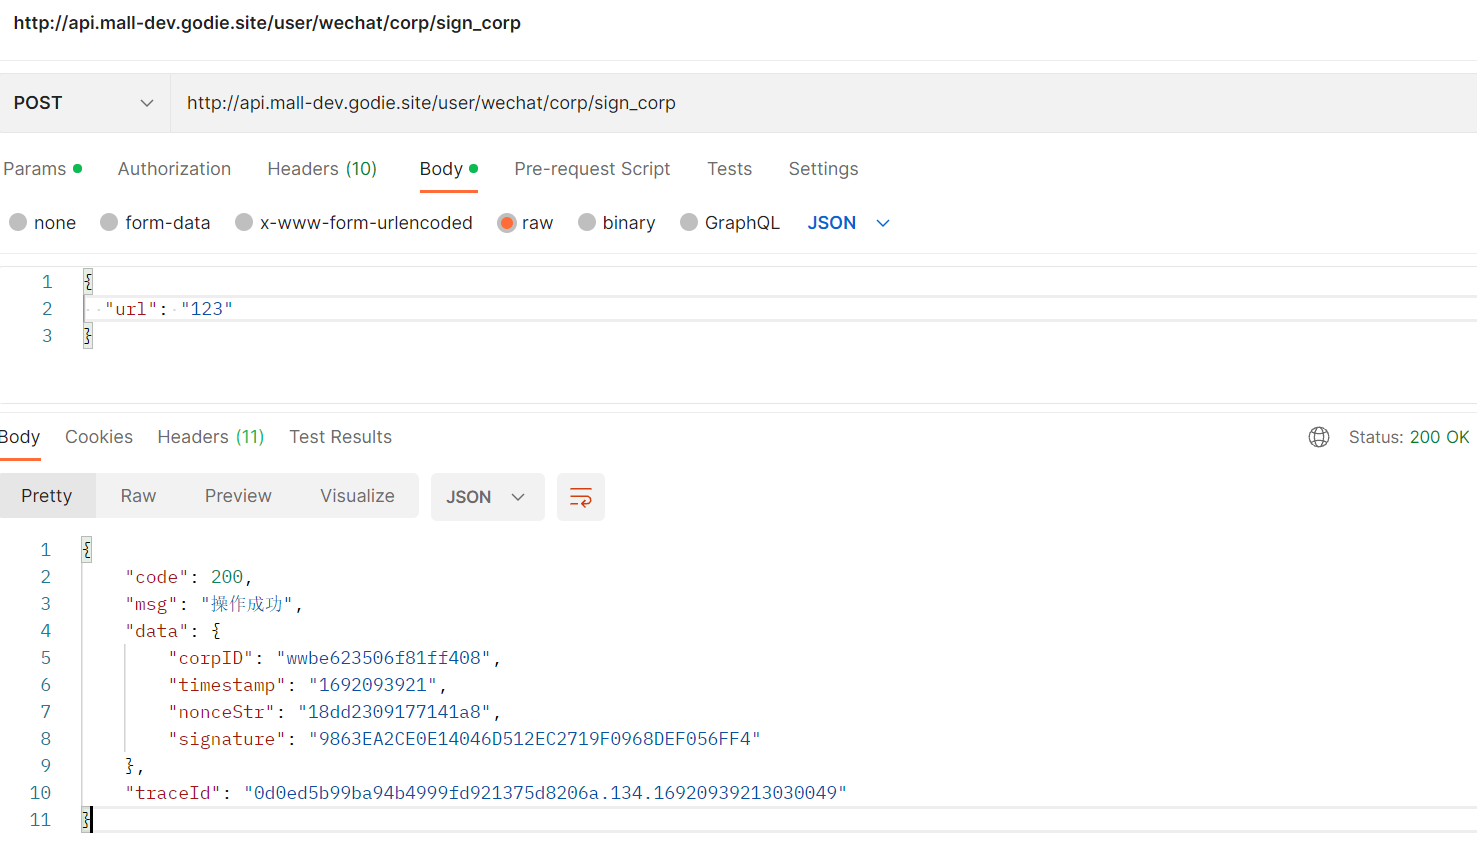 http://api.mall-dev.godie.site/user/wechat/corp/sign_corp
POST http://api.mall-dev.godie.site/user/wechat/corp/sign_corp
Params Authorization Headers (10) Body Pre-request Script Tests Settings
none form-data x-www-form-urlencoded raw binary GraphQL JSON
1 {
2 "url": "123"
3 }
Body Cookies Headers (11) Test Results Status: 200 OK
Pretty Raw Preview Visualize JSON
1 {
2 "code": 200,
3 "msg": "操作成功",
4 "data": {
5 "corpID": "wwbe623506f81ff408",
6 "timestamp": "1692093921",
7 "nonceStr": "18dd2309177141a8",
8 "signature": "9863EA2CE0E14046D512EC2719F0968DEF056FF4"
9 },
10 "traceId": "0d0ed5b99ba94b4999fd921375d8206a.134.16920939213030049"
11 }